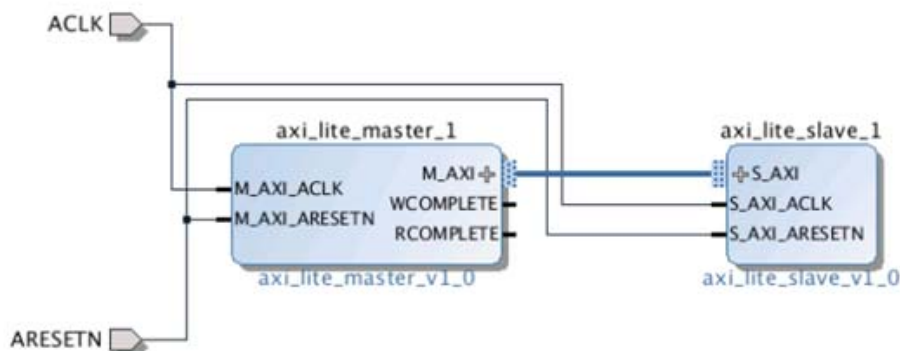 ACLK
axi_lite_master_1
M_AXI_ACLK
M_AXI_ARESETN
M_AXI
WCOMPLETE
RCOMPLETE
axi_lite_master_v1_0
axi_lite_slave_1
S_AXI
S_AXI_ACLK
S_AXI_ARESETN
axi_lite_slave_v1_0
ARESETN